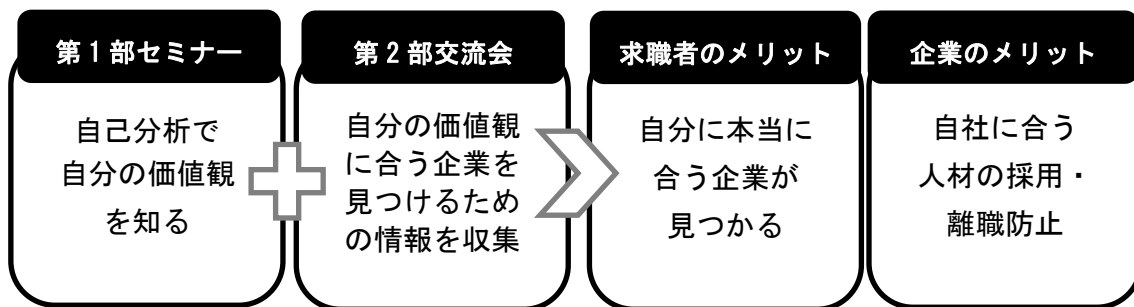 第1部セミナー
自己分析で
自分の価値観
を知る
第2部交流会
自分の価値観
に合う企業を
見つけるため
の情報を収集
求職者のメリット
自分に本当に
合う企業が
見つかる
企業のメリット
自社に合う
人材の採用・
離職防止